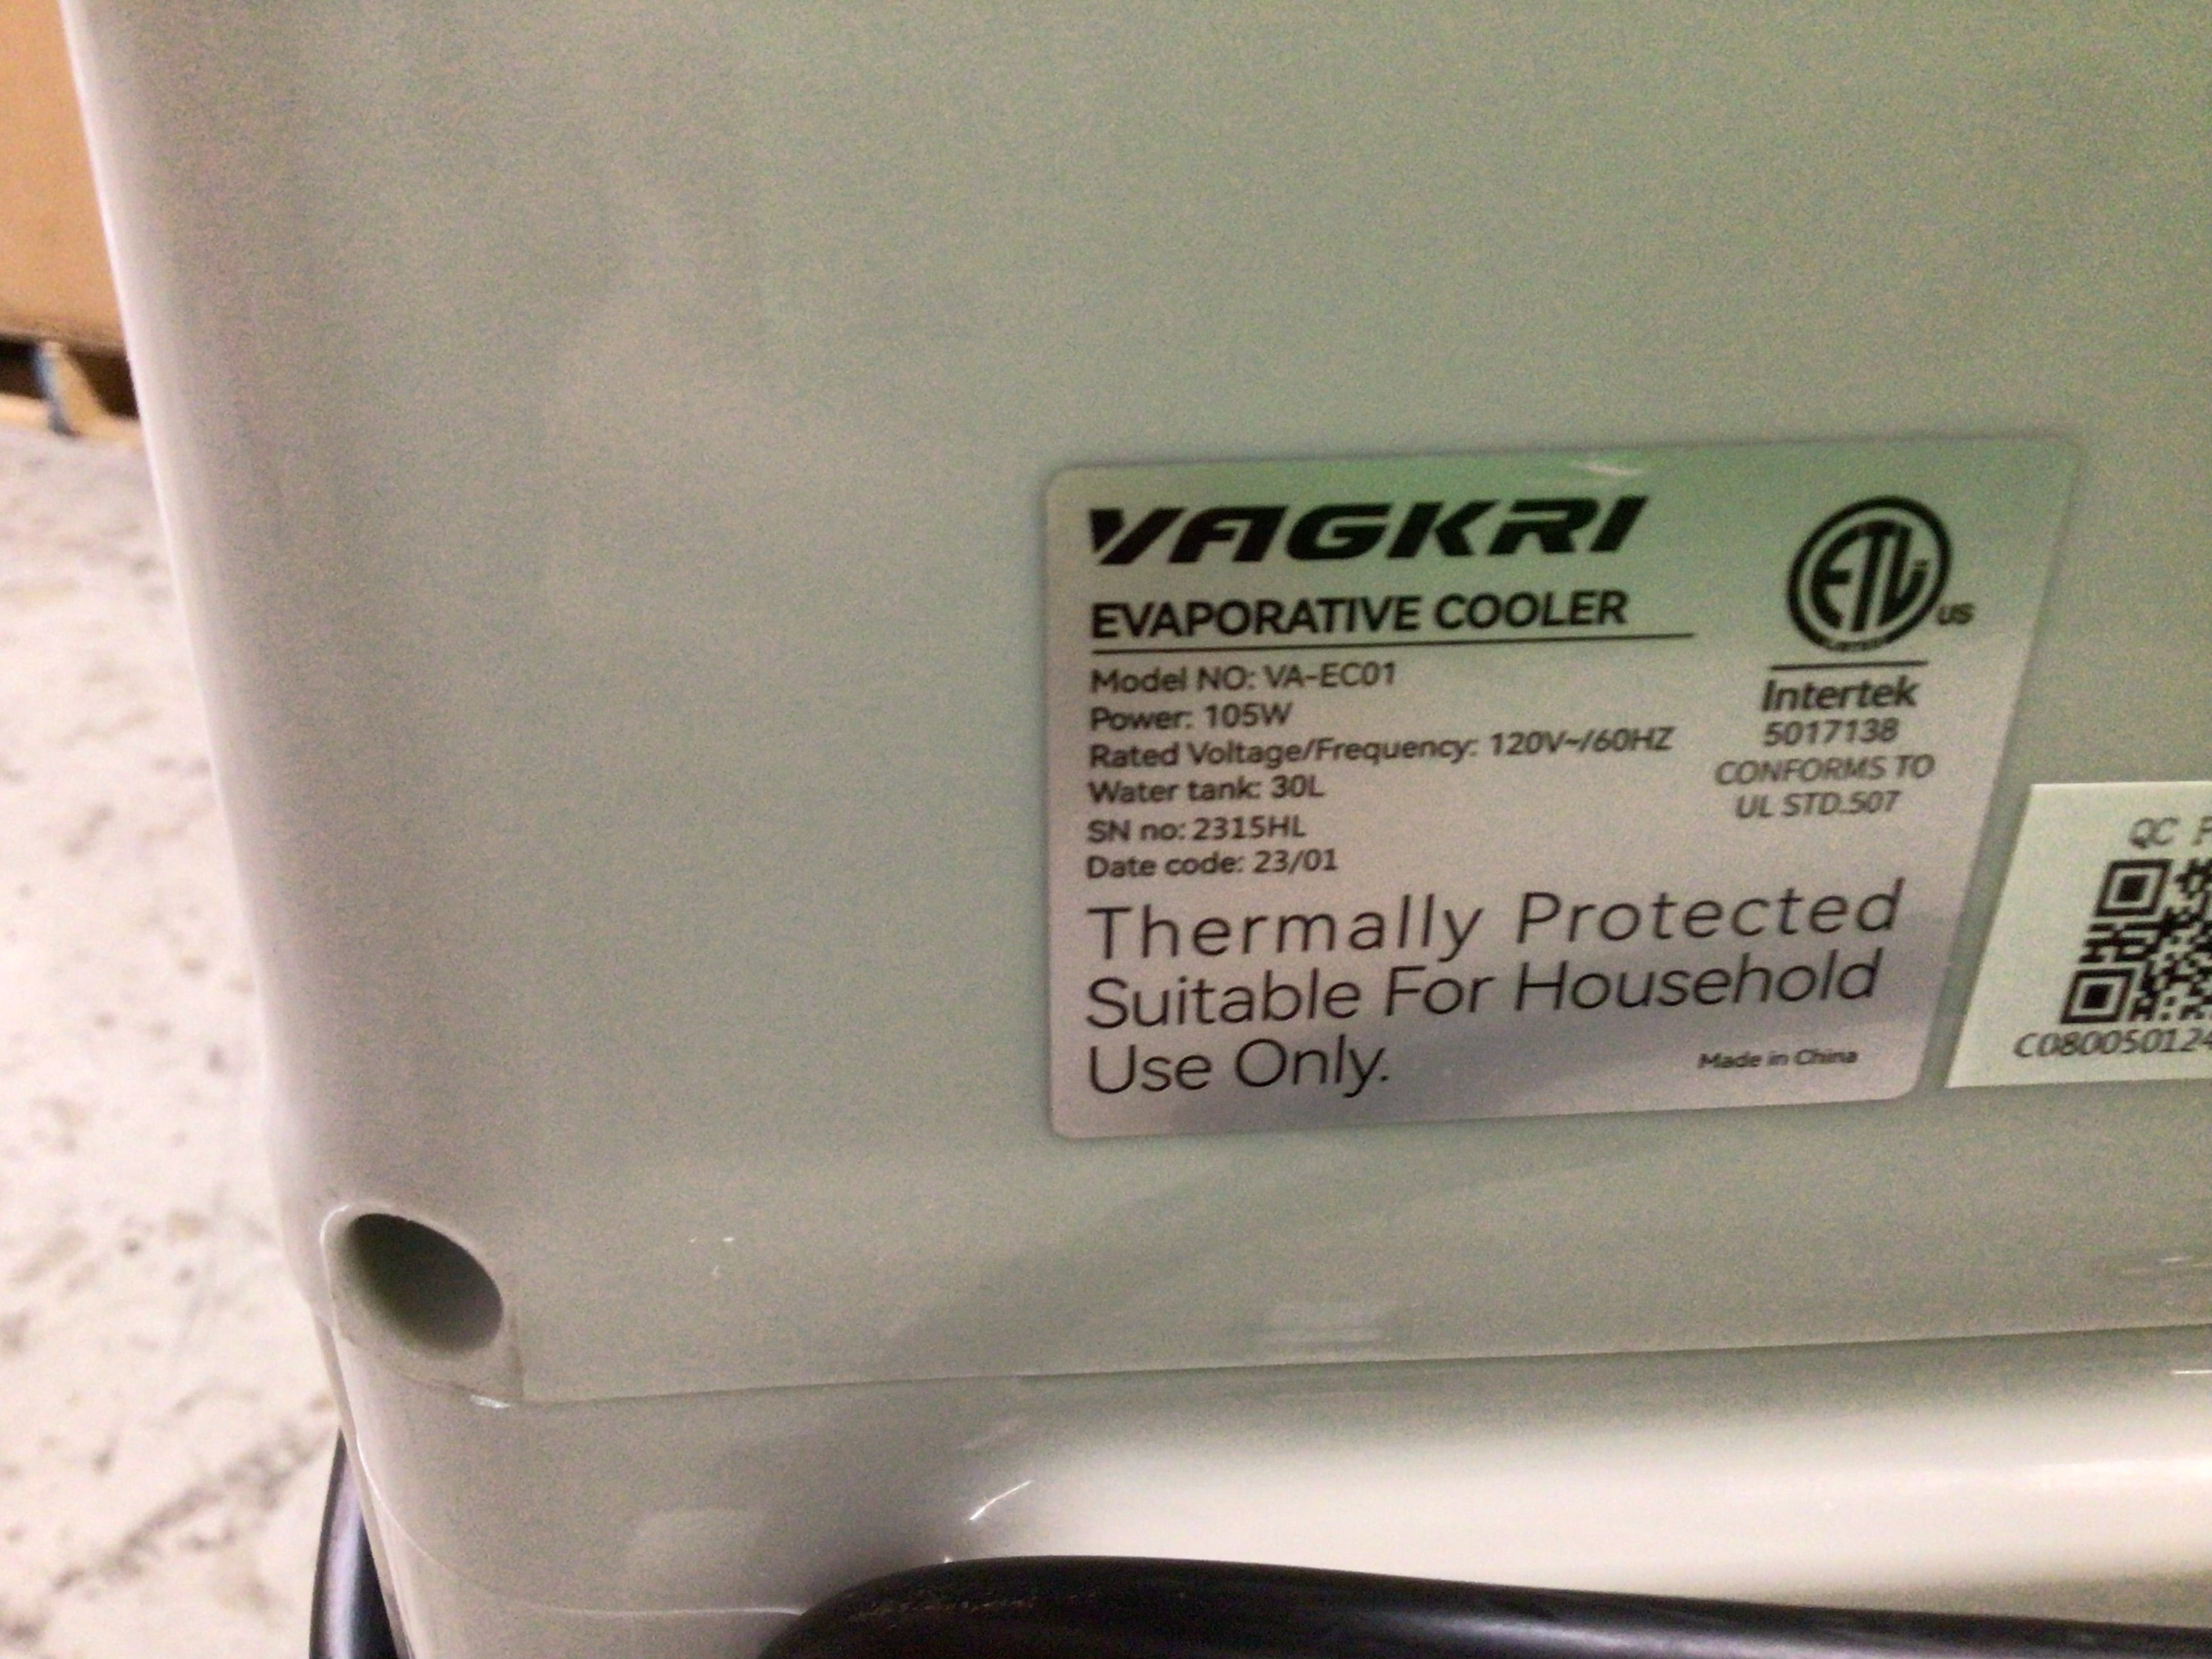 VAGKRI
EVAPORATIVE COOLER
Model NO: VA-EC01
Power: 105W
Rated Voltage/Frequency: 120V~/60HZ
Water tank: 30L
SN no: 2315HL
Date code: 23/01
Thermally Protected
Suitable For Household
Use Only.
Made in China
ETL
US
Intertek
5017138
CONFORMS TO
UL STD.507
QC
C080050124